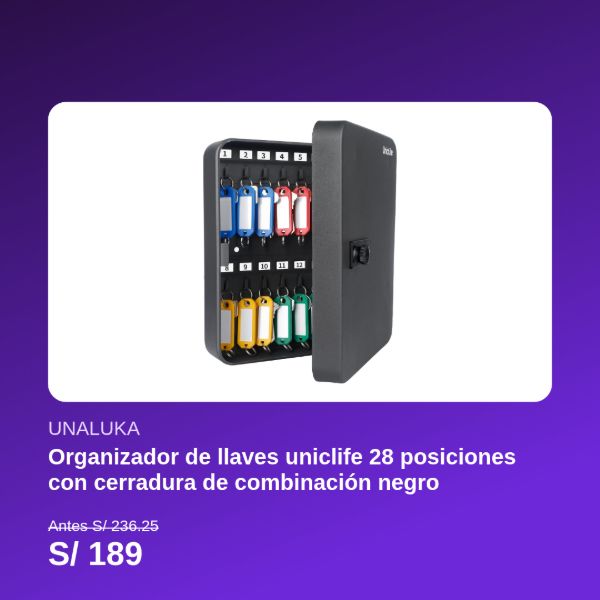 Uniclife
1 2 3 4 5
8 9 10 11 12
UNALUKA
Organizador de llaves uniclife 28 posiciones
con cerradura de combinación negro
Antes S/ 236.25
S/ 189